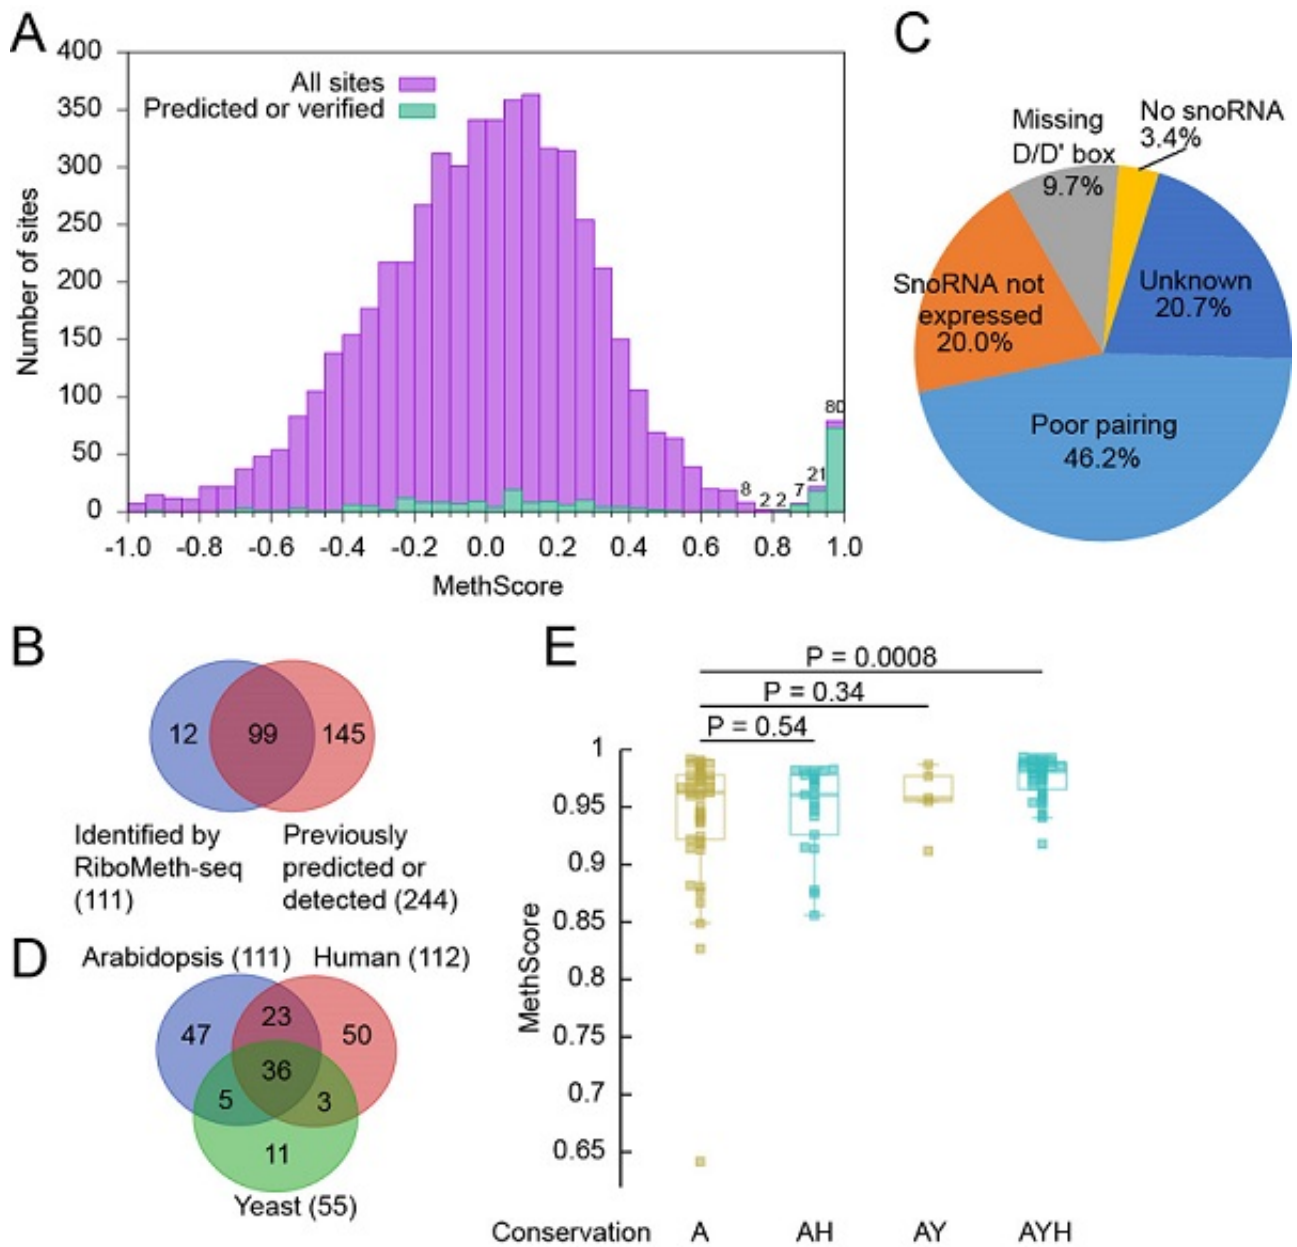 A
400
350
300
250
200
150
100
50
0
Number of sites
All sites
Predicted or verified
8
2
2
7
21
80
-1.0 -0.8 -0.6 -0.4 -0.2 0.0 0.2 0.4 0.6 0.8 1.0
MethScore
C
No snoRNA
3.4%
Missing
D/D' box
9.7%
Unknown
20.7%
SnoRNA not
expressed
20.0%
Poor pairing
46.2%
B
12 99 145
Identified by
RiboMeth-seq
(111)
Previously
predicted or
detected (244)
D
Arabidopsis (111) Human (112)
47 23 50
36
5 3
11
Yeast (55)
E
P = 0.0008
P = 0.34
P = 0.54
1
0.95
0.9
0.85
0.8
0.75
0.7
0.65
MethScore
Conservation A AH AY AYH